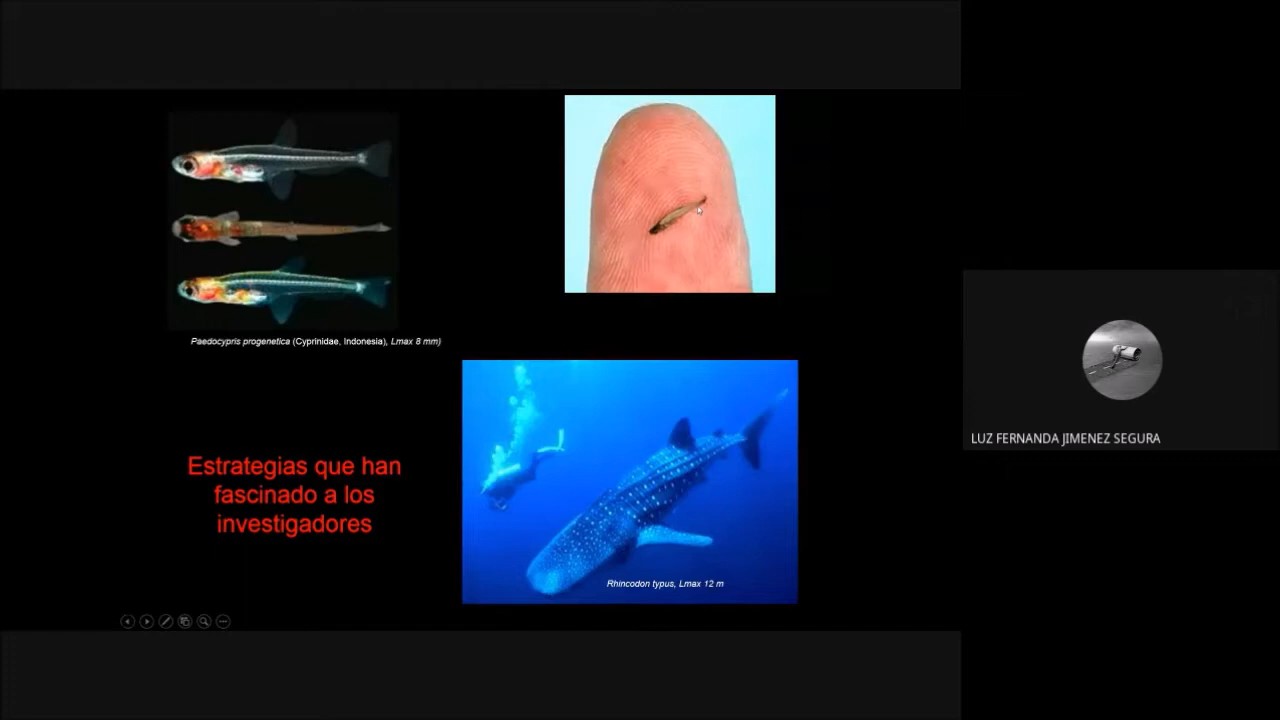 Paedocypris progenetica (Cyprinidae, Indonesia), Lmax 8 mm)
Estrategias que han
fascinado a los
investigadores
Rhincodon typus, Lmax 12 m
LUZ FERNANDA JIMENEZ SEGURA